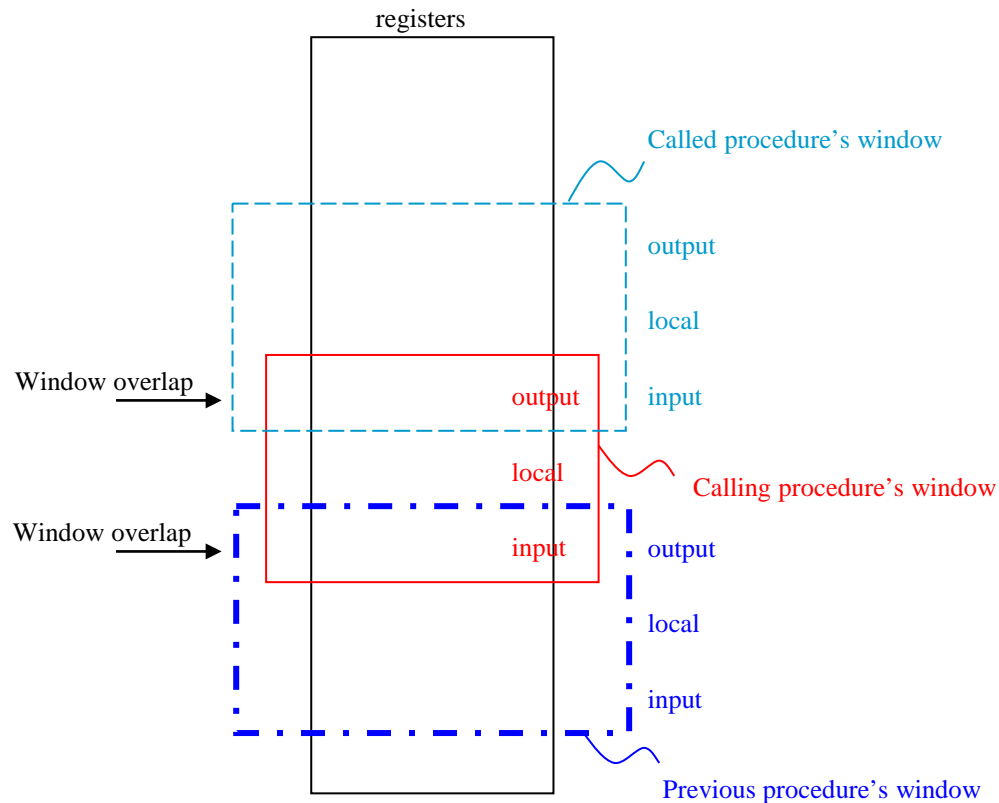 registers
Called procedure’s window
output
local
Window overlap
output
input
local
Calling procedure’s window
Window overlap
input
output
local
input
Previous procedure’s window